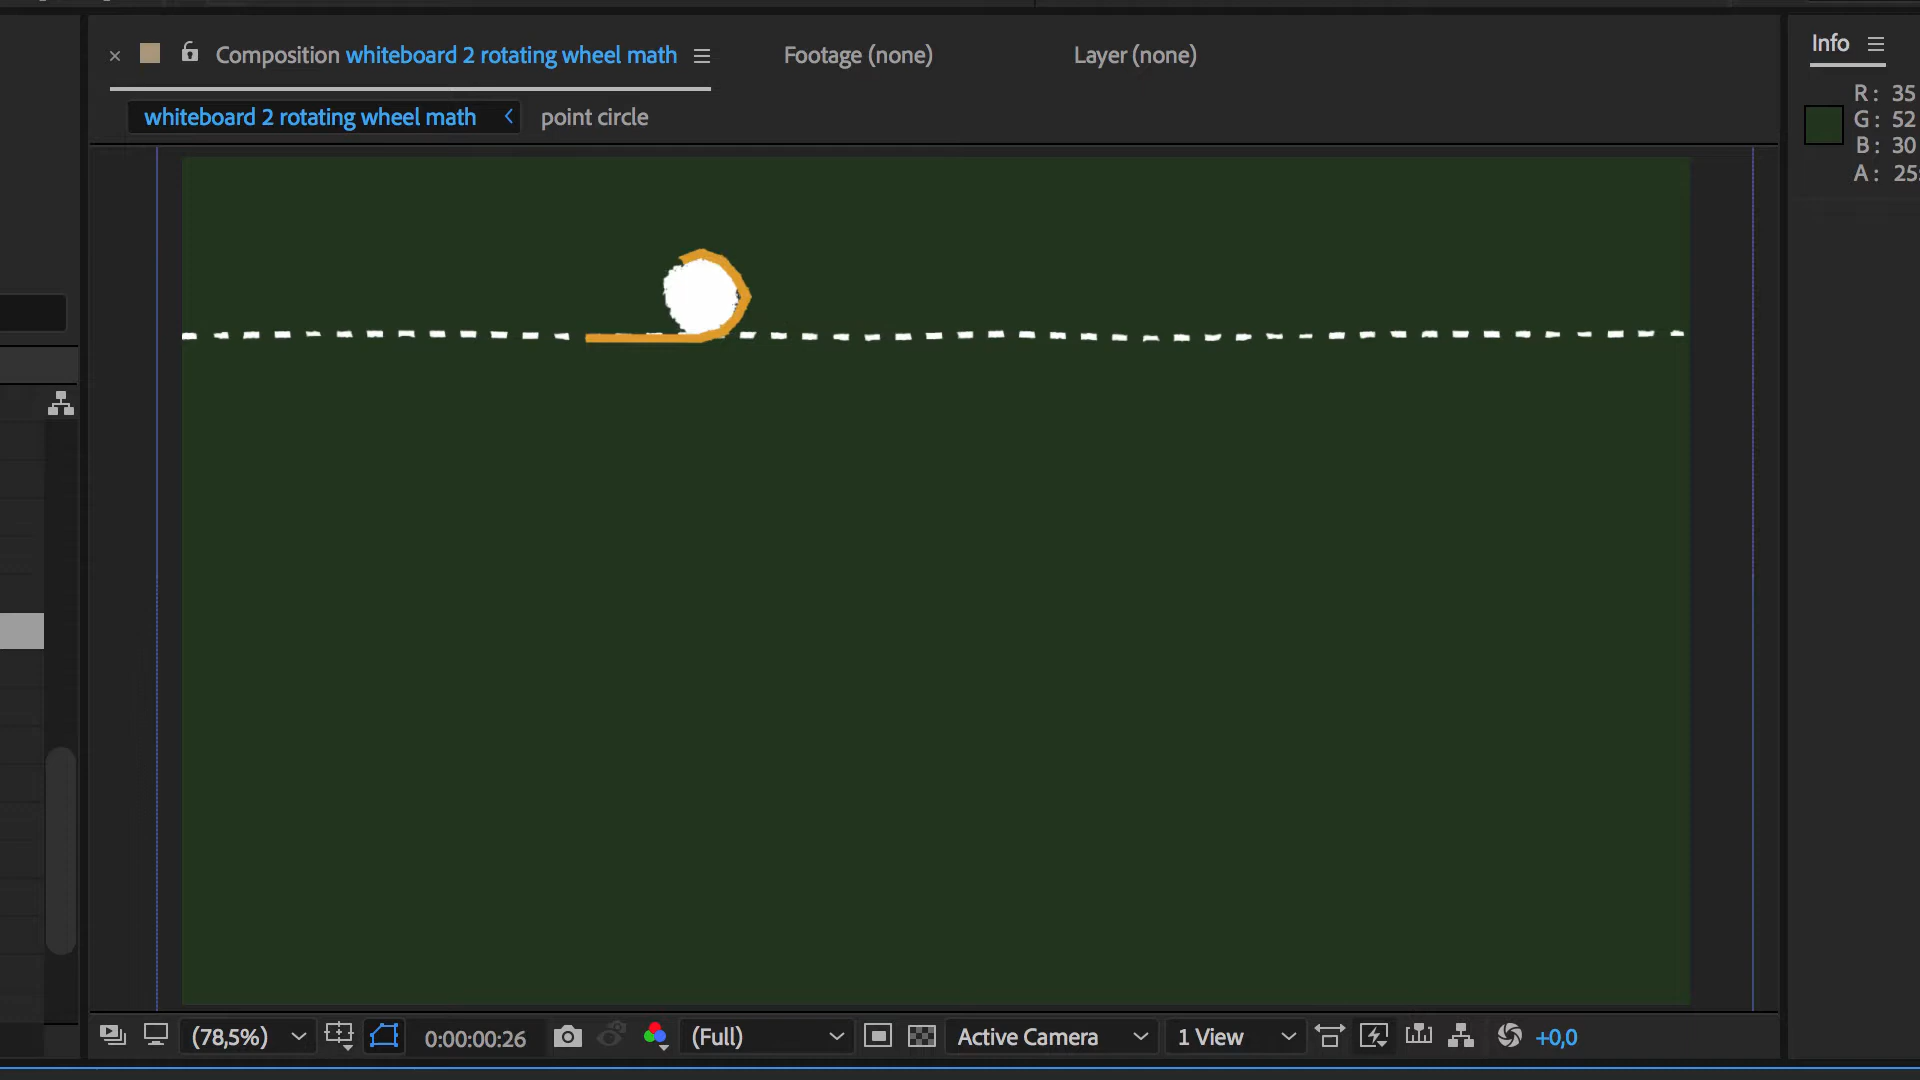 Composition whiteboard 2 rotating wheel math
Footage (none)
Layer (none)
Info
whiteboard 2 rotating wheel math
point circle
R: 35
G: 52
B: 30
A:
(78,5%)
0:00:00:26
(Full)
Active Camera
1 View
+0,0